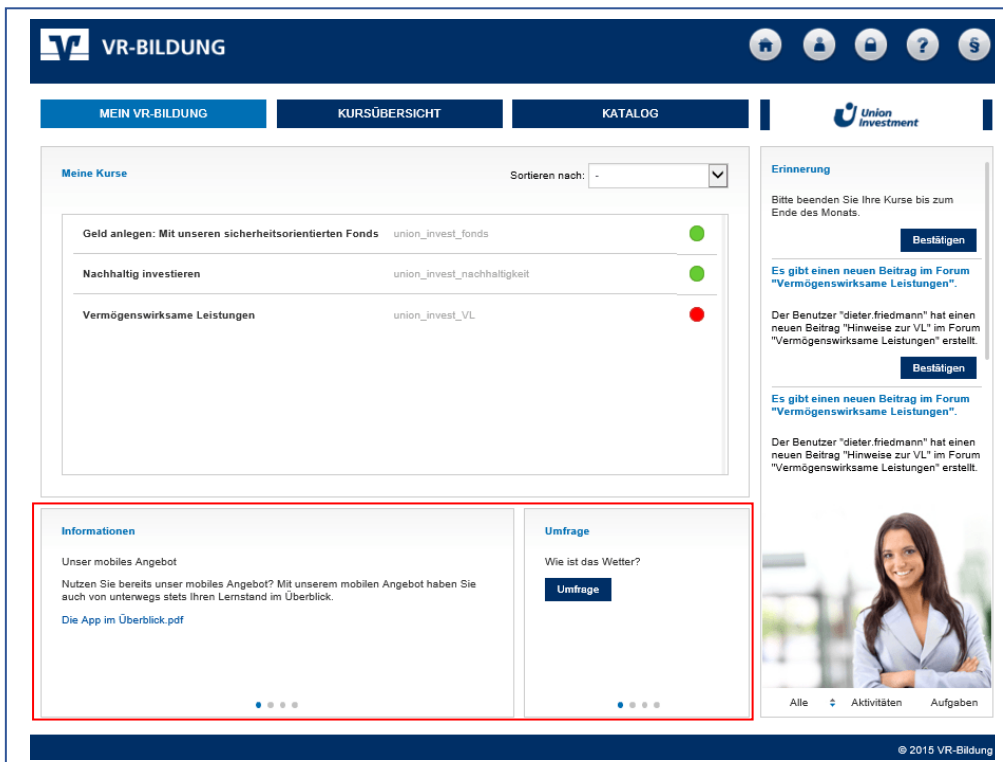 VR-BILDUNG
?
§
MEIN VR-BILDUNG
KURSÜBERSICHT
KATALOG
Union
Investment
Meine Kurse
Sortieren nach: -
Geld anlegen: Mit unseren sicherheitsorientierten Fonds union_invest_fonds
Nachhaltig investieren union_invest_nachhaltigkeit
Vermögenswirksame Leistungen union_invest_VL
Erinnerung
Bitte beenden Sie Ihre Kurse bis zum
Ende des Monats.
Bestätigen
Es gibt einen neuen Beitrag im Forum
"Vermögenswirksame Leistungen".
Der Benutzer "dieter.friedmann" hat einen
neuen Beitrag "Hinweise zur VL" im Forum
"Vermögenswirksame Leistungen" erstellt.
Bestätigen
Es gibt einen neuen Beitrag im Forum
"Vermögenswirksame Leistungen".
Der Benutzer "dieter.friedmann" hat einen
neuen Beitrag "Hinweise zur VL" im Forum
"Vermögenswirksame Leistungen" erstellt.
Informationen
Unser mobiles Angebot
Nutzen Sie bereits unser mobiles Angebot? Mit unserem mobilen Angebot haben Sie
auch von unterwegs stets Ihren Lernstand im Überblick.
Die App im Überblick.pdf
Umfrage
Wie ist das Wetter?
Umfrage
Alle Aktivitäten Aufgaben
© 2015 VR-Bildung